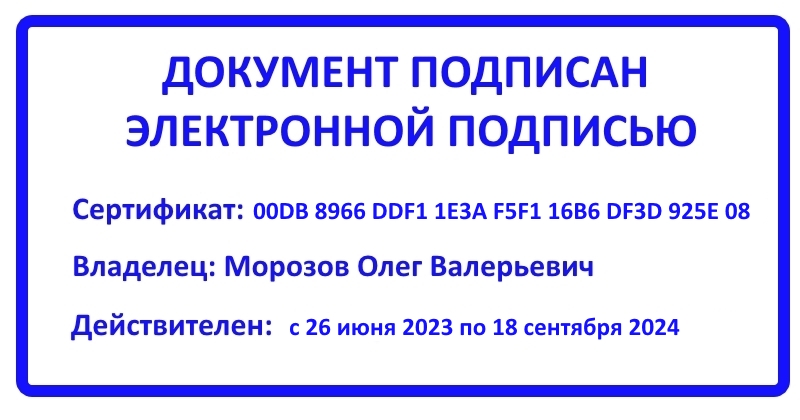 ДОКУМЕНТ ПОДПИСАН
ЭЛЕКТРОННОЙ ПОДПИСЬЮ
Сертификат: 00DB 8966 DDF1 1E3A F5F1 16B6 DF3D 925E 08
Владелец: Морозов Олег Валерьевич
Действителен: с 26 июня 2023 по 18 сентября 2024